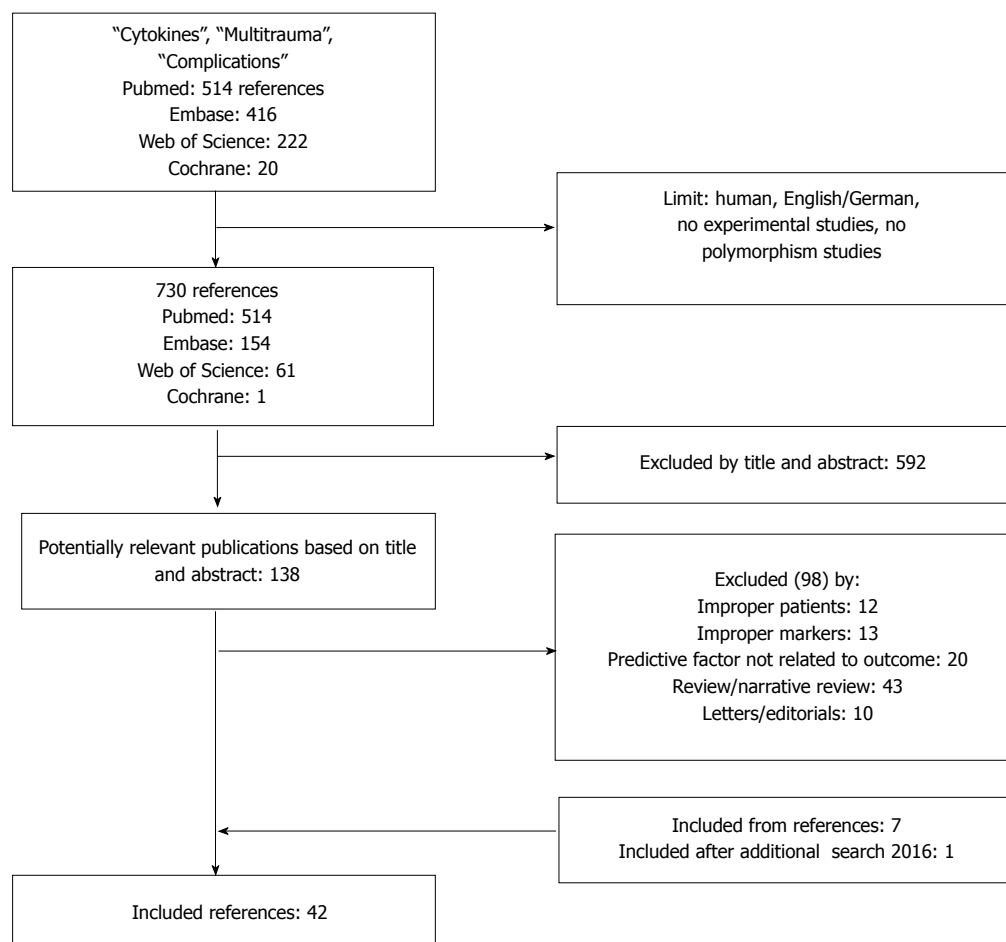 “Cytokines”, “Multitrauma”,
“Complications”
Pubmed: 514 references
Embase: 416
Web of Science: 222
Cochrane: 20
Limit: human, English/German,
no experimental studies, no
polymorphism studies
730 references
Pubmed: 514
Embase: 154
Web of Science: 61
Cochrane: 1
Excluded by title and abstract: 592
Potentially relevant publications based on title
and abstract: 138
Excluded (98) by:
Improper patients: 12
Improper markers: 13
Predictive factor not related to outcome: 20
Review/narrative review: 43
Letters/editorials: 10
Included from references: 7
Included after additional search 2016: 1
Included references: 42